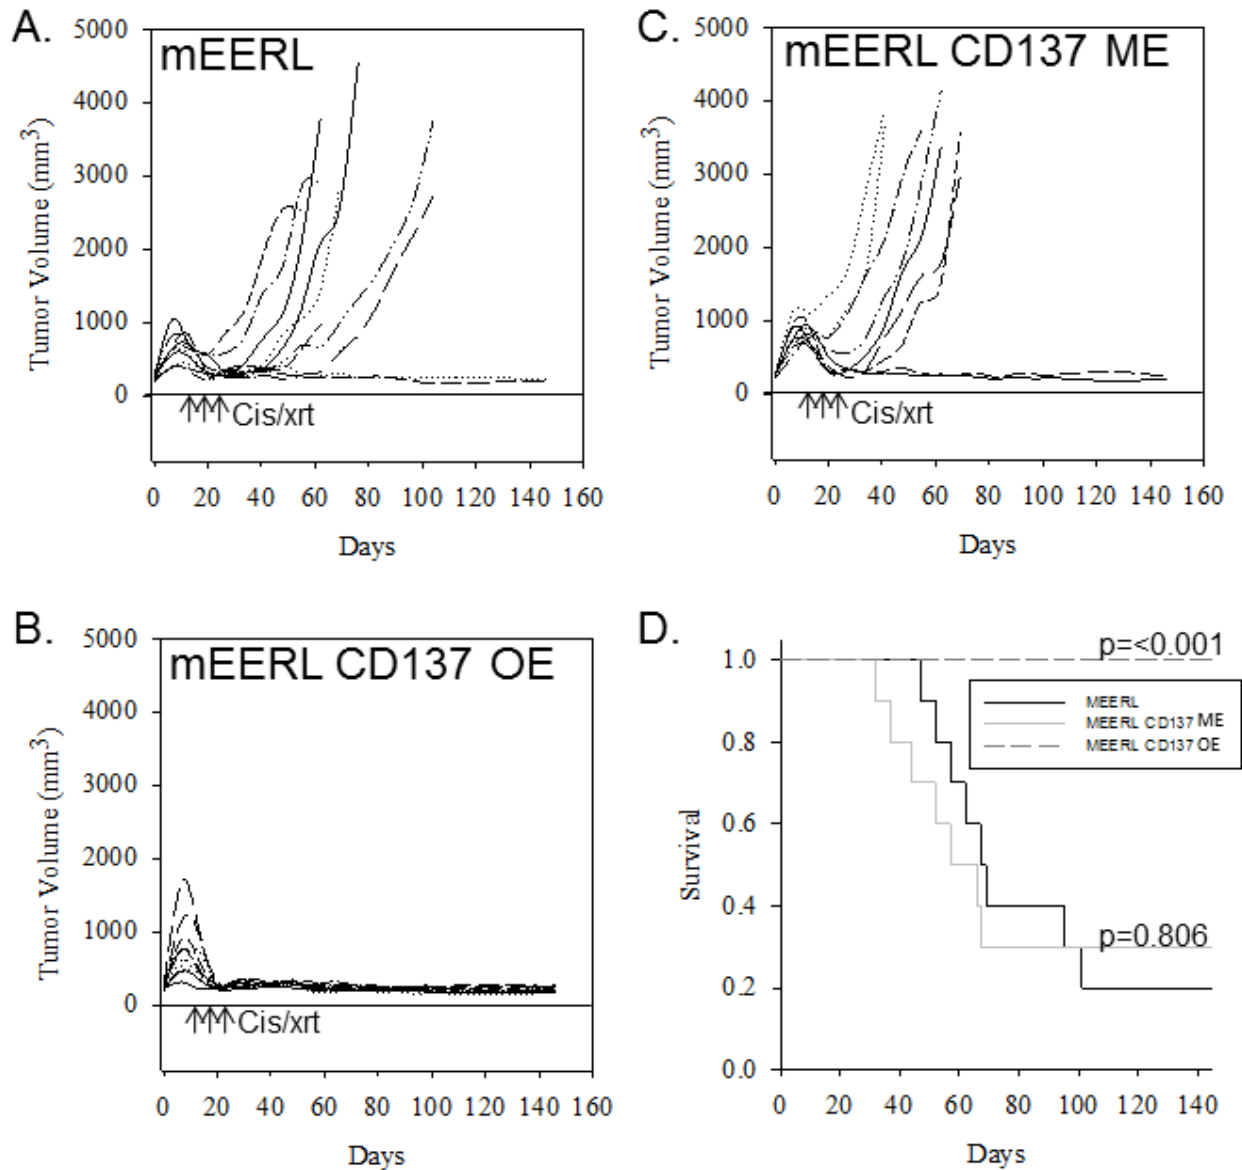 A.
mEERL
5000
4000
3000
2000
1000
0
Tumor Volume (mm3)
Cis/xrt
0 20 40 60 80 100 120 140 160
Days
C.
mEERL CD137 ME
5000
4000
3000
2000
1000
0
Tumor Volume (mm3)
Cis/xrt
0 20 40 60 80 100 120 140 160
Days
B.
mEERL CD137 OE
5000
4000
3000
2000
1000
0
Tumor Volume (mm3)
Cis/xrt
0 20 40 60 80 100 120 140 160
Days
D.
p=<0.001
MEERL
MEERL CD137 ME
MEERL CD137 OE
p=0.806
1.0
0.8
0.6
0.4
0.2
0.0
Survival
0 20 40 60 80 100 120 140
Days